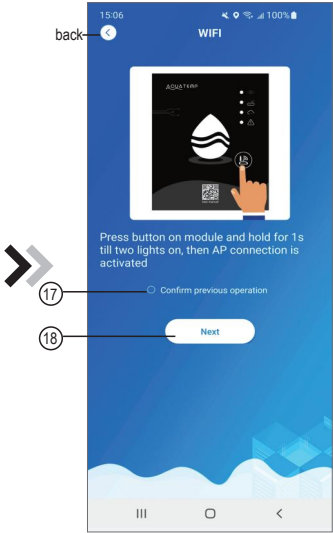 15:06 100%
back
WIFI
AQUATEMP
Press button on module and hold for 1s
till two lights on, then AP connection is
activated
17 Confirm previous operation
18 Next